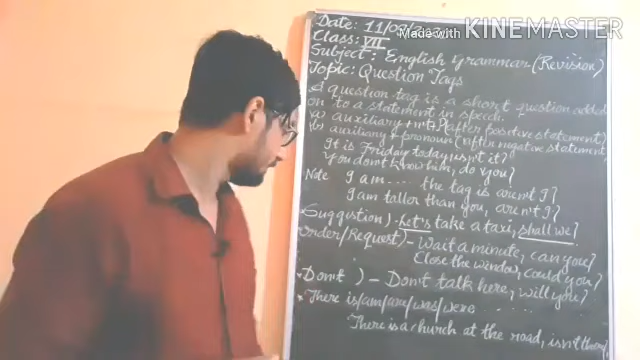 Date: 11/09/202
Made with KINEMASTER
Class: VII
Subject: English Grammar (Revision)
Topic: Question Tags
A question tag is a short question added
on to a statement in speech.
a) auxiliary + n't + (after positive statement)
b) auxiliary + pronoun (after negative statement
It is Friday today isn't it?
You don't know him, do you?
Note I am .... the tag is aren't I?
I am taller than you, aren't I?
Suggestion) - Let's take a taxi, shall we?
Order/Request) - Wait a minute, can you?
Close the window, could you?
Don't ) - Don't talk here, will you?
There is/am/are/was/were ......
There is a church at the road, isn't there